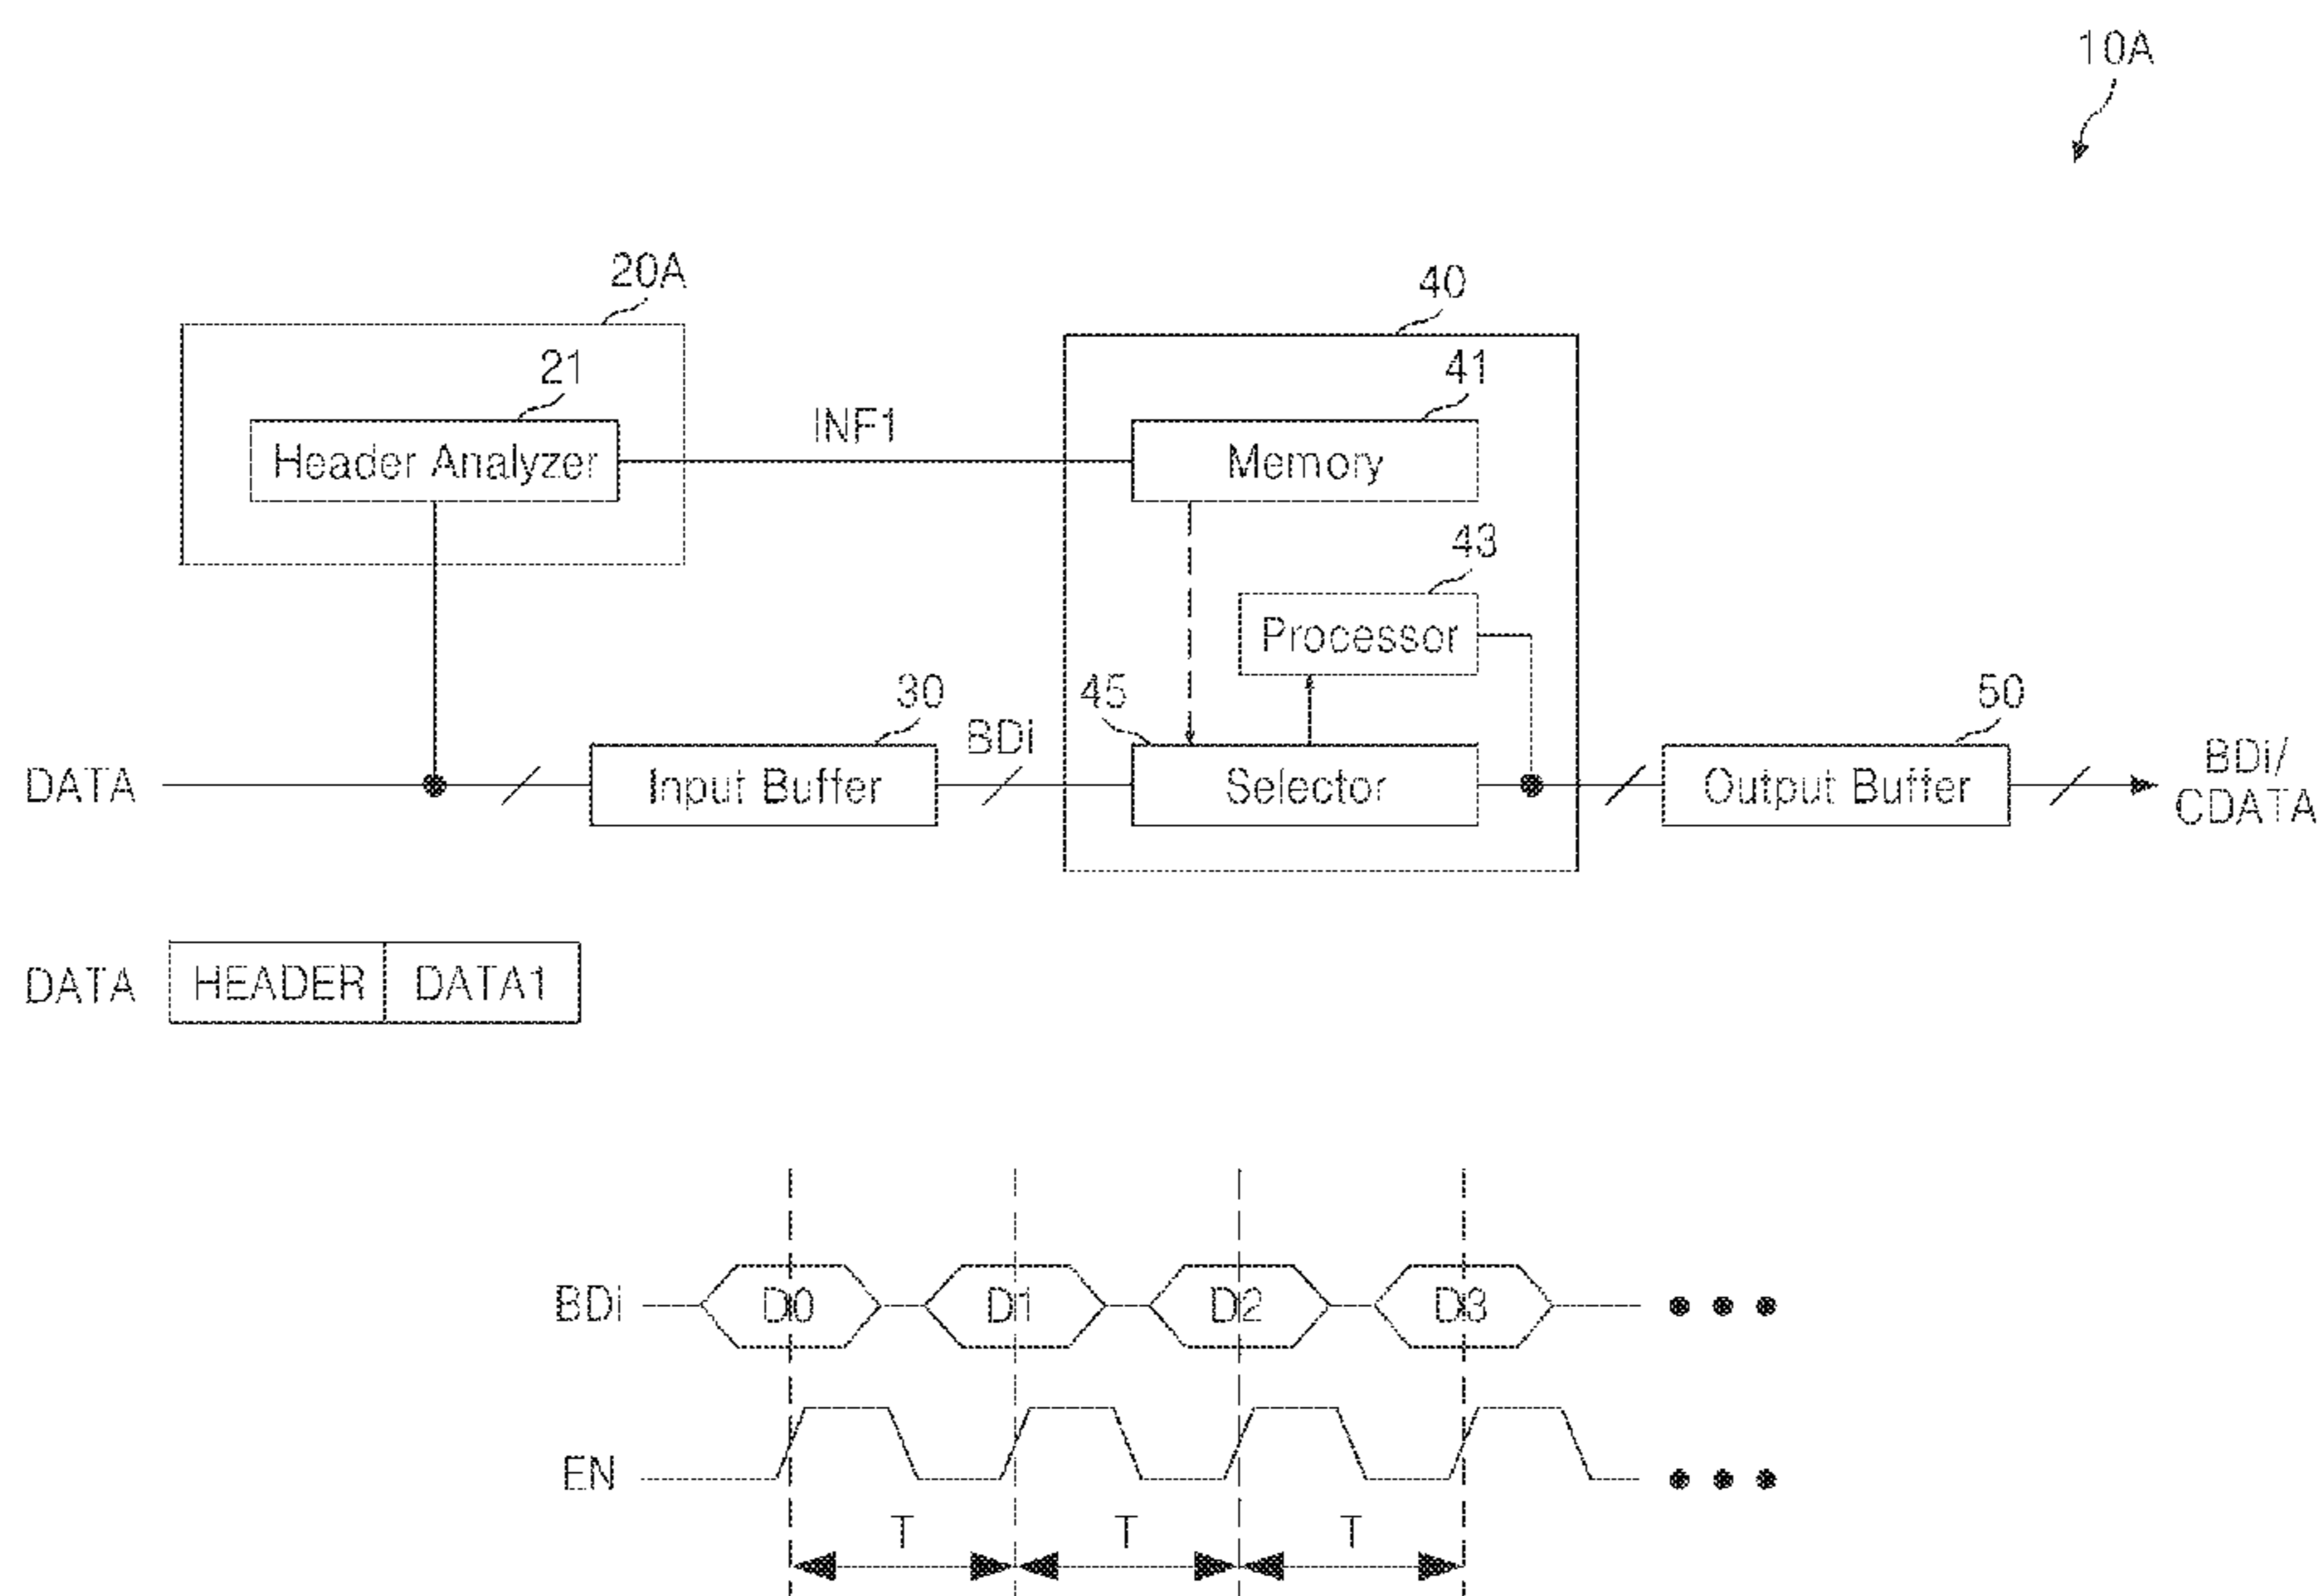 10A
20A
40
21
41
Header Analyzer
INF1
Memory
43
Processor
30
45
50
BDi
DATA
Input Buffer
Selector
Output Buffer
BDi/
CDATA
DATA
HEADER
DATA1
BDi
D0
D1
D2
D3
EN
T
T
T